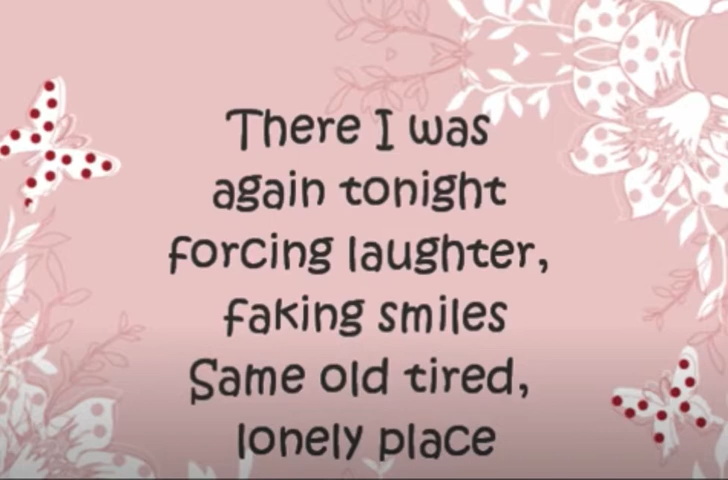 There I was
again tonight
forcing laughter,
faking smiles
Same old tired,
lonely place